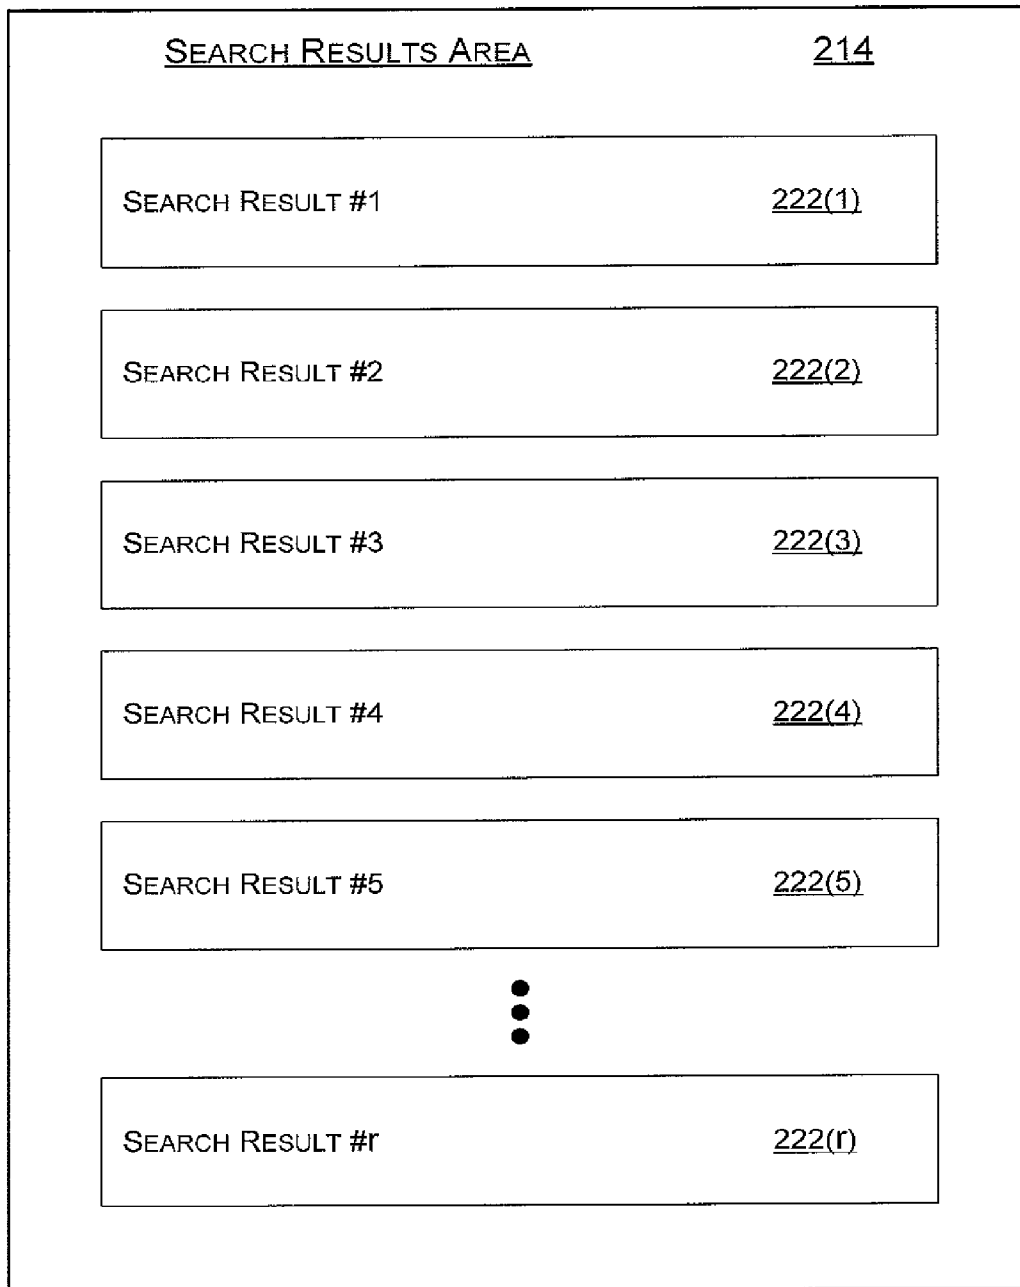 SEARCH RESULTS AREA 214
SEARCH RESULT #1 222(1)
SEARCH RESULT #2 222(2)
SEARCH RESULT #3 222(3)
SEARCH RESULT #4 222(4)
SEARCH RESULT #5 222(5)
SEARCH RESULT #r 222(r)